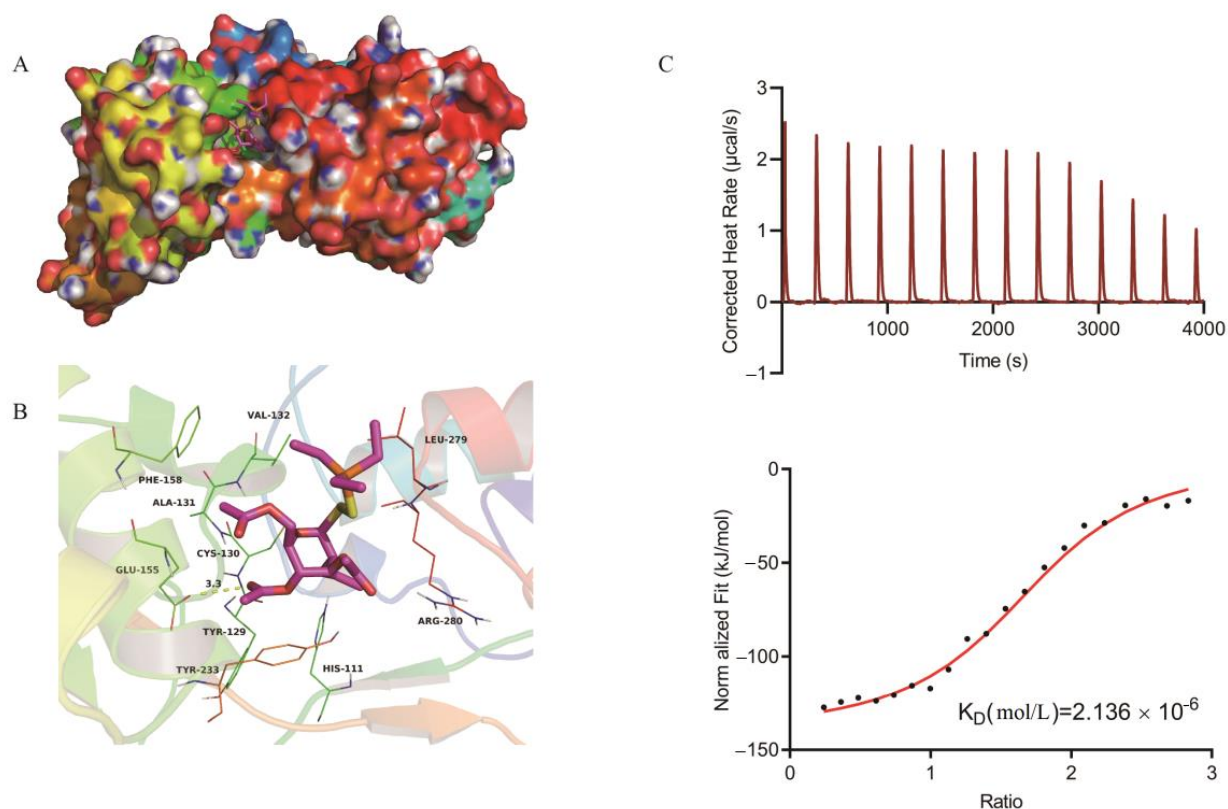 A
B
VAL-132
LEU-279
PHE-158
ALA-131
CYS-130
GLU-155
3.3
TYR-129
ARG-280
TYR-233
HIS-111
C
Corrected Heat Rate (µcal/s)
3
2
1
0
−1
1000 2000 3000 4000
Time (s)
Norm alized Fit (kJ/mol)
0
−50
−100
−150
K_D(mol/L)=2.136 × 10⁻⁶
0 1 2 3
Ratio